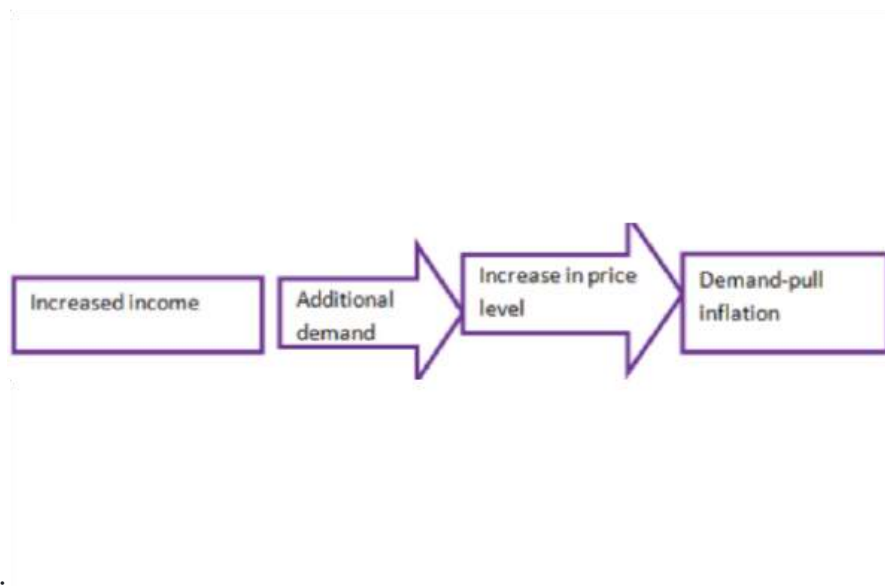 Increased income
Additional
demand
Increase in price
level
Demand-pull
inflation
.